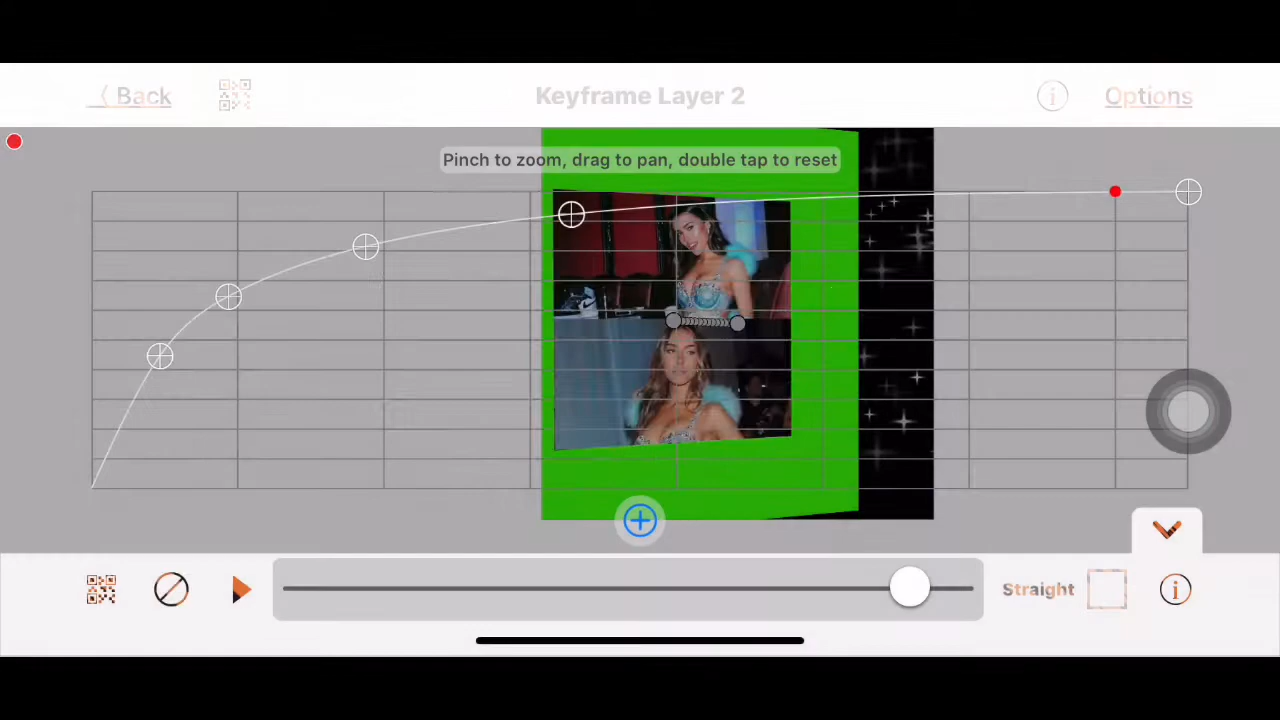 Back
Keyframe Layer 2
Options
Pinch to zoom, drag to pan, double tap to reset
Straight